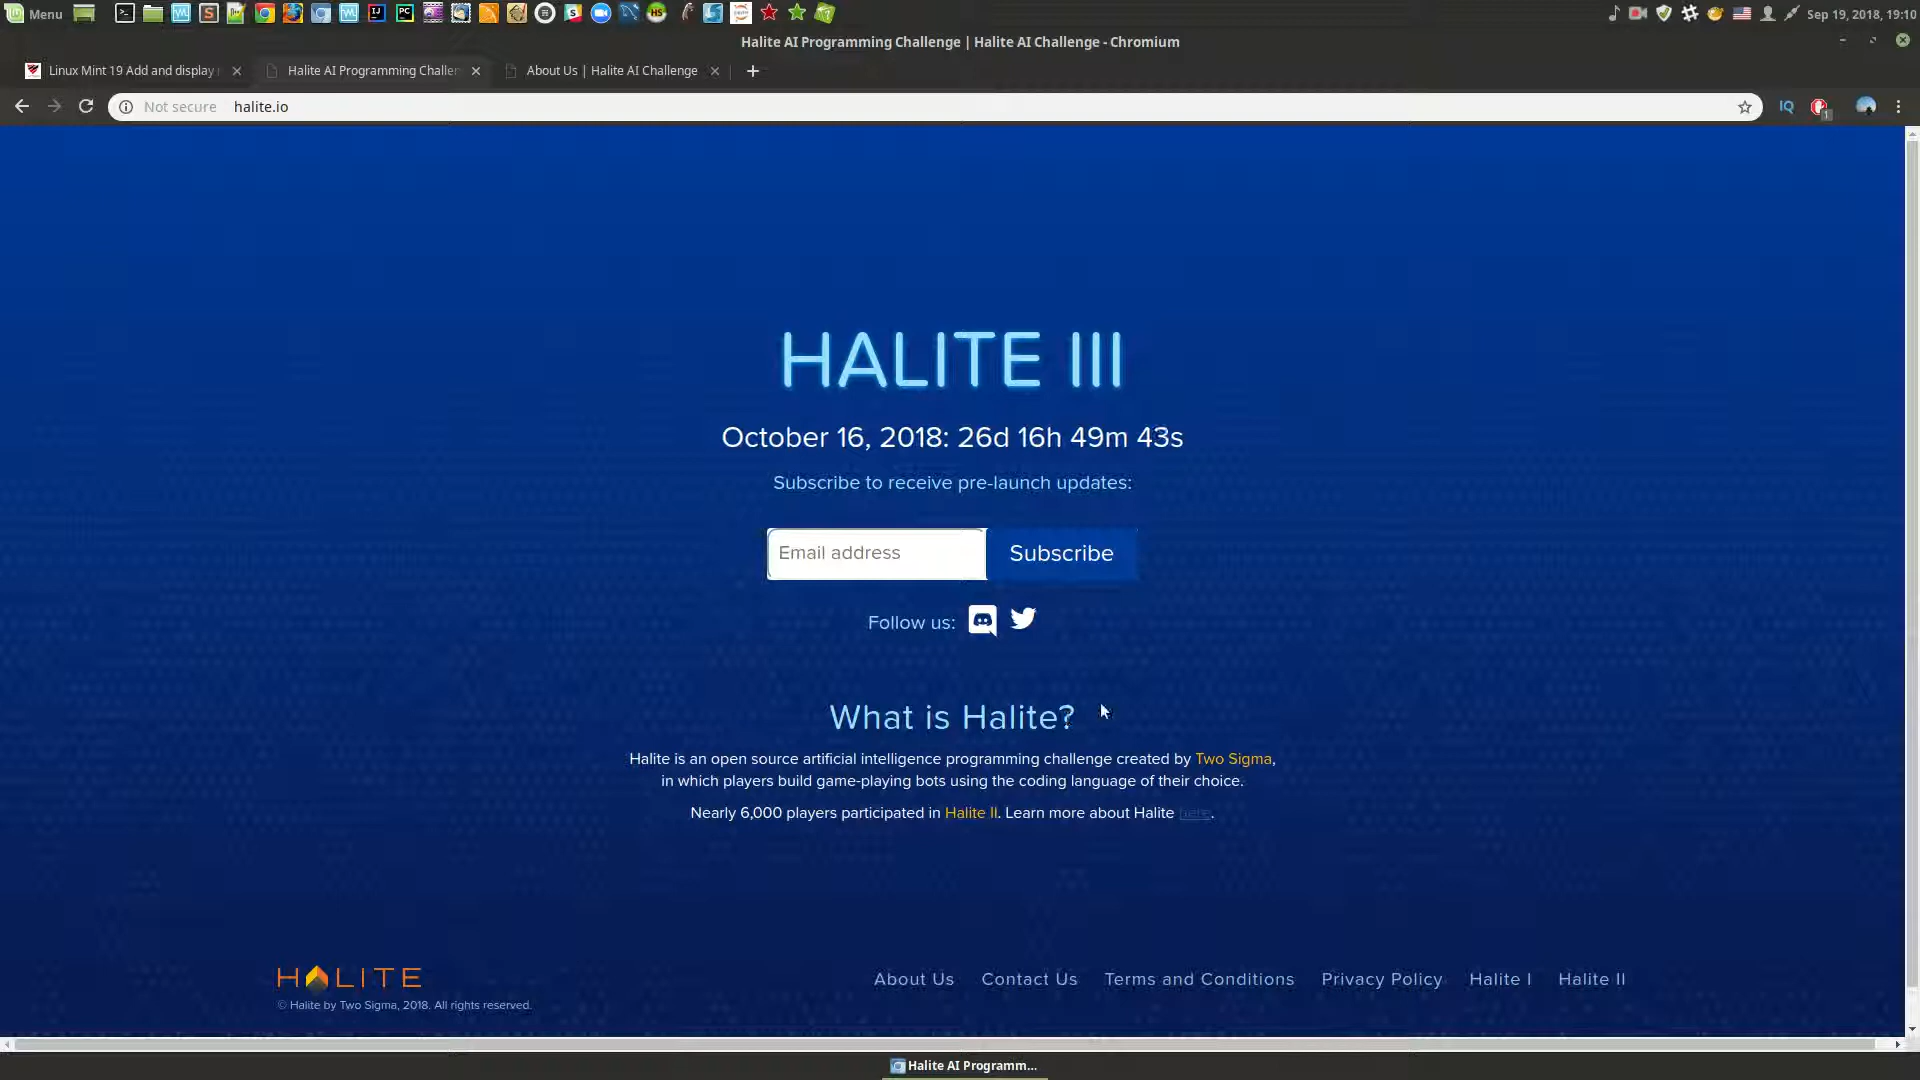 Menu
Sep 19, 2018, 19:10
Halite AI Programming Challenge | Halite AI Challenge - Chromium
Linux Mint 19 Add and display
Halite AI Programming Challen
About Us | Halite AI Challenge
Not secure halite.io
HALITE III
October 16, 2018: 26d 16h 49m 43s
Subscribe to receive pre-launch updates:
Email address
Subscribe
Follow us:
What is Halite?
Halite is an open source artificial intelligence programming challenge created by Two Sigma,
in which players build game-playing bots using the coding language of their choice.
Nearly 6,000 players participated in Halite II. Learn more about Halite here.
HALITE
© Halite by Two Sigma, 2018. All rights reserved.
About Us Contact Us Terms and Conditions Privacy Policy Halite I Halite II
Halite AI Programm...